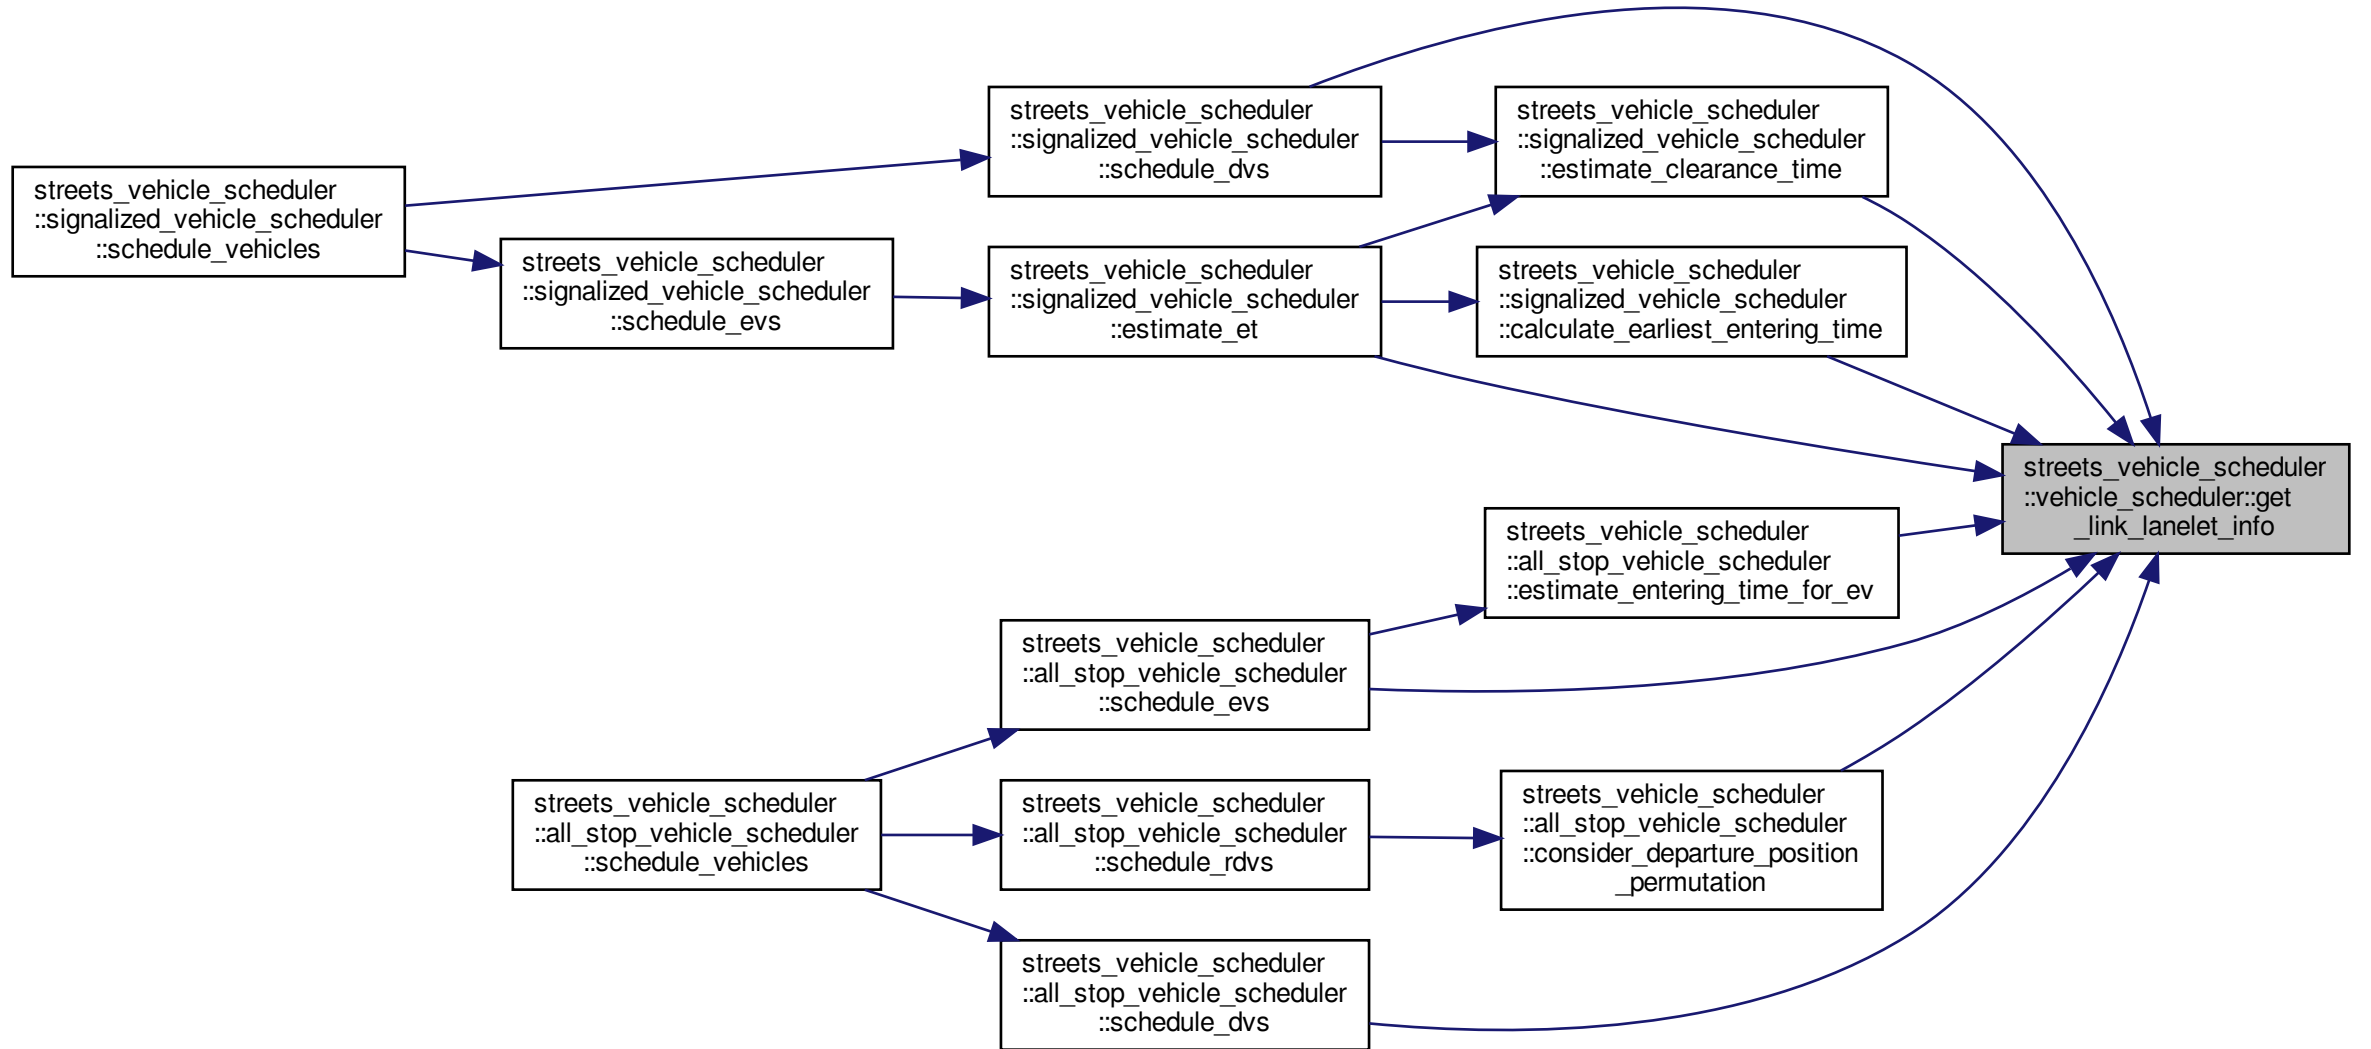 streets_vehicle_scheduler
::signalized_vehicle_scheduler
::schedule_vehicles
streets_vehicle_scheduler
::signalized_vehicle_scheduler
::schedule_evs
streets_vehicle_scheduler
::signalized_vehicle_scheduler
::schedule_dvs
streets_vehicle_scheduler
::signalized_vehicle_scheduler
::estimate_et
streets_vehicle_scheduler
::signalized_vehicle_scheduler
::estimate_clearance_time
streets_vehicle_scheduler
::signalized_vehicle_scheduler
::calculate_earliest_entering_time
streets_vehicle_scheduler
::vehicle_scheduler::get
_link_lanelet_info
streets_vehicle_scheduler
::all_stop_vehicle_scheduler
::estimate_entering_time_for_ev
streets_vehicle_scheduler
::all_stop_vehicle_scheduler
::schedule_evs
streets_vehicle_scheduler
::all_stop_vehicle_scheduler
::schedule_vehicles
streets_vehicle_scheduler
::all_stop_vehicle_scheduler
::schedule_rdvs
streets_vehicle_scheduler
::all_stop_vehicle_scheduler
::consider_departure_position
_permutation
streets_vehicle_scheduler
::all_stop_vehicle_scheduler
::schedule_dvs